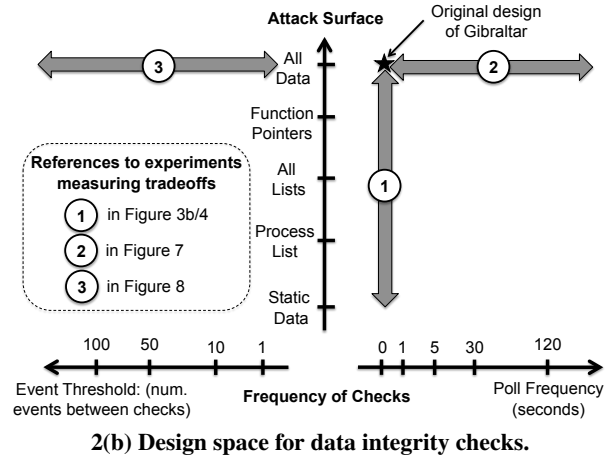 Attack Surface
Original design
of Gibraltar
All
Data
3
2
Function
Pointers
References to experiments
measuring tradeoffs
1 in Figure 3b/4
2 in Figure 7
3 in Figure 8
All
Lists
1
Process
List
Static
Data
100 50 10 1
0 1 5 30 120
Event Threshold: (num.
events between checks)
Frequency of Checks
Poll Frequency
(seconds)
2(b) Design space for data integrity checks.